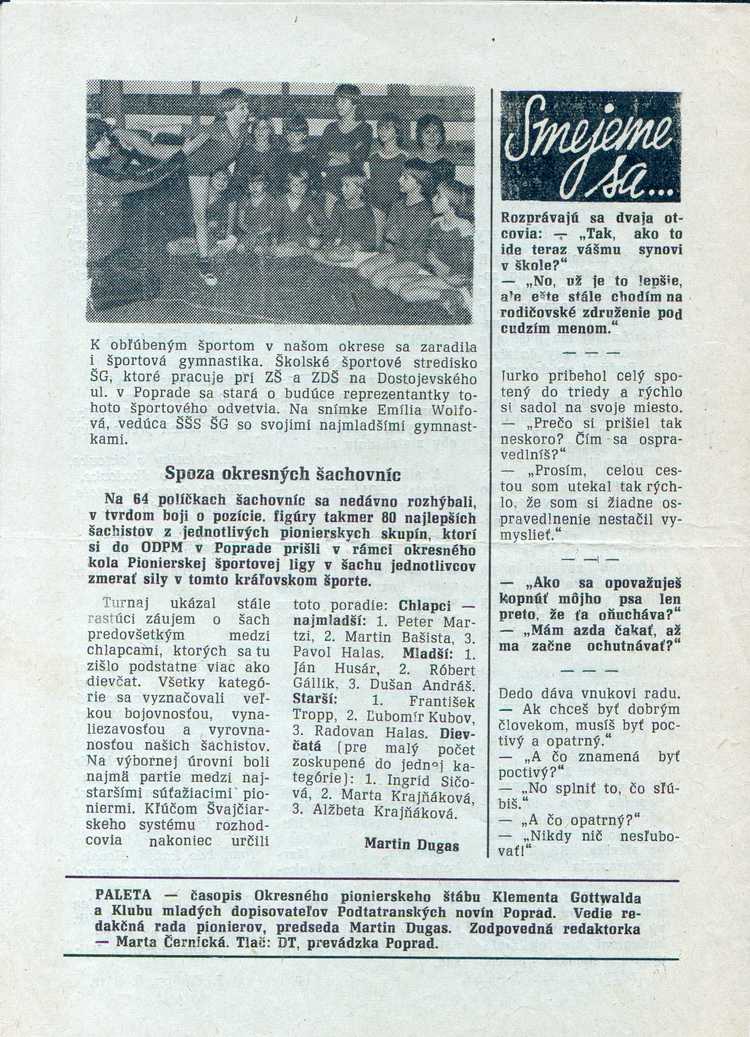 K obľúbeným športom v našom okrese sa zaradila
i športová gymnastika. Školské športové stredisko
ŠG, ktoré pracuje pri ZŠ a ZDŠ na Dostojevského
ul. v Poprade sa stará o budúce reprezentantky to-
hoto športového odvetvia. Na snímke Emília Wolfo-
vá, vedúca ŠŠS ŠG so svojimi najmladšími gymnast-
kami.
Spoza okresných šachovníc
Na 64 políčkach šachovníc sa nedávno rozhýbali,
v tvrdom boji o pozície. figúry takmer 80 najlepších
šachistov z jednotlivých pionierskych skupín, ktorí
si do ODPM v Poprade prišli v rámci okresného
kola Pionierskej športovej ligy v šachu jednotlivcov
zmerať sily v tomto kráľovskom športe.
Turnaj ukázal stále
rastúci záujem o šach
predovšetkým medzi
chlapcami, ktorých sa tu
zišlo podstatne viac ako
dievčat. Všetky kategó-
rie sa vyznačovali veľ-
kou bojovnosťou, vyna-
liezavosťou a vyrovna-
nosťou našich šachistov.
Na výbornej úrovni boli
najmä partie medzi naj-
staršími súťažiacimi pio-
niermi. Kľúčom Švajčiar-
skeho systému rozhod-
covia nakoniec určili
toto poradie: Chlapci —
najmladší: 1. Peter Mar-
tzi, 2. Martin Bašista, 3.
Pavol Halas. Mladší: 1.
Ján Husár, 2. Róbert
Gállik, 3. Dušan Andráš.
Starší: 1. František
Tropp, 2. Ľubomír Kubov,
3. Radovan Halas. Diev-
čatá (pre malý počet
zoskupené do jednej ka-
tegórie): 1. Ingrid Sičo-
vá, 2. Marta Krajňáková,
3. Alžbeta Krajňáková.
Martin Dugas
Smejeme
sa...
Rozprávajú sa dvaja ot-
covia: — „Tak, ako to
ide teraz vášmu synovi
v škole?“
— „No, už je to lepšie,
ale ešte stále chodím na
rodičovské združenie pod
cudzím menom.“
— — —
Jurko pribehol celý spo-
tený do triedy a rýchlo
si sadol na svoje miesto.
— „Prečo si prišiel tak
neskoro? Čím sa ospra-
vedlníš?“
— „Prosím, celou ces-
tou som utekal tak rých-
lo, že som si žiadne os-
pravedlnenie nestačil vy-
myslieť.“
— — —
— „Ako sa opovažuješ
kopnúť môjho psa len
preto, že ťa oňucháva?“
— „Mám azda čakať, až
ma začne ochutnávať?“
— — —
Dedo dáva vnukovi radu.
— Ak chceš byť dobrým
človekom, musíš byť poc-
tivý a opatrný.“
— „A čo znamená byť
poctivý?“
— „No splniť to, čo sľú-
biš.“
— „A čo opatrný?“
— „Nikdy nič nesľubo-
vať!“
PALETA — časopis Okresného pionierskeho štábu Klementa Gottwalda
a Klubu mladých dopisovateľov Podtatranských novín Poprad. Vedie re-
dakčná rada pionierov, predseda Martin Dugas. Zodpovedná redaktorka
— Marta Černická. Tlač: DT, prevádzka Poprad.